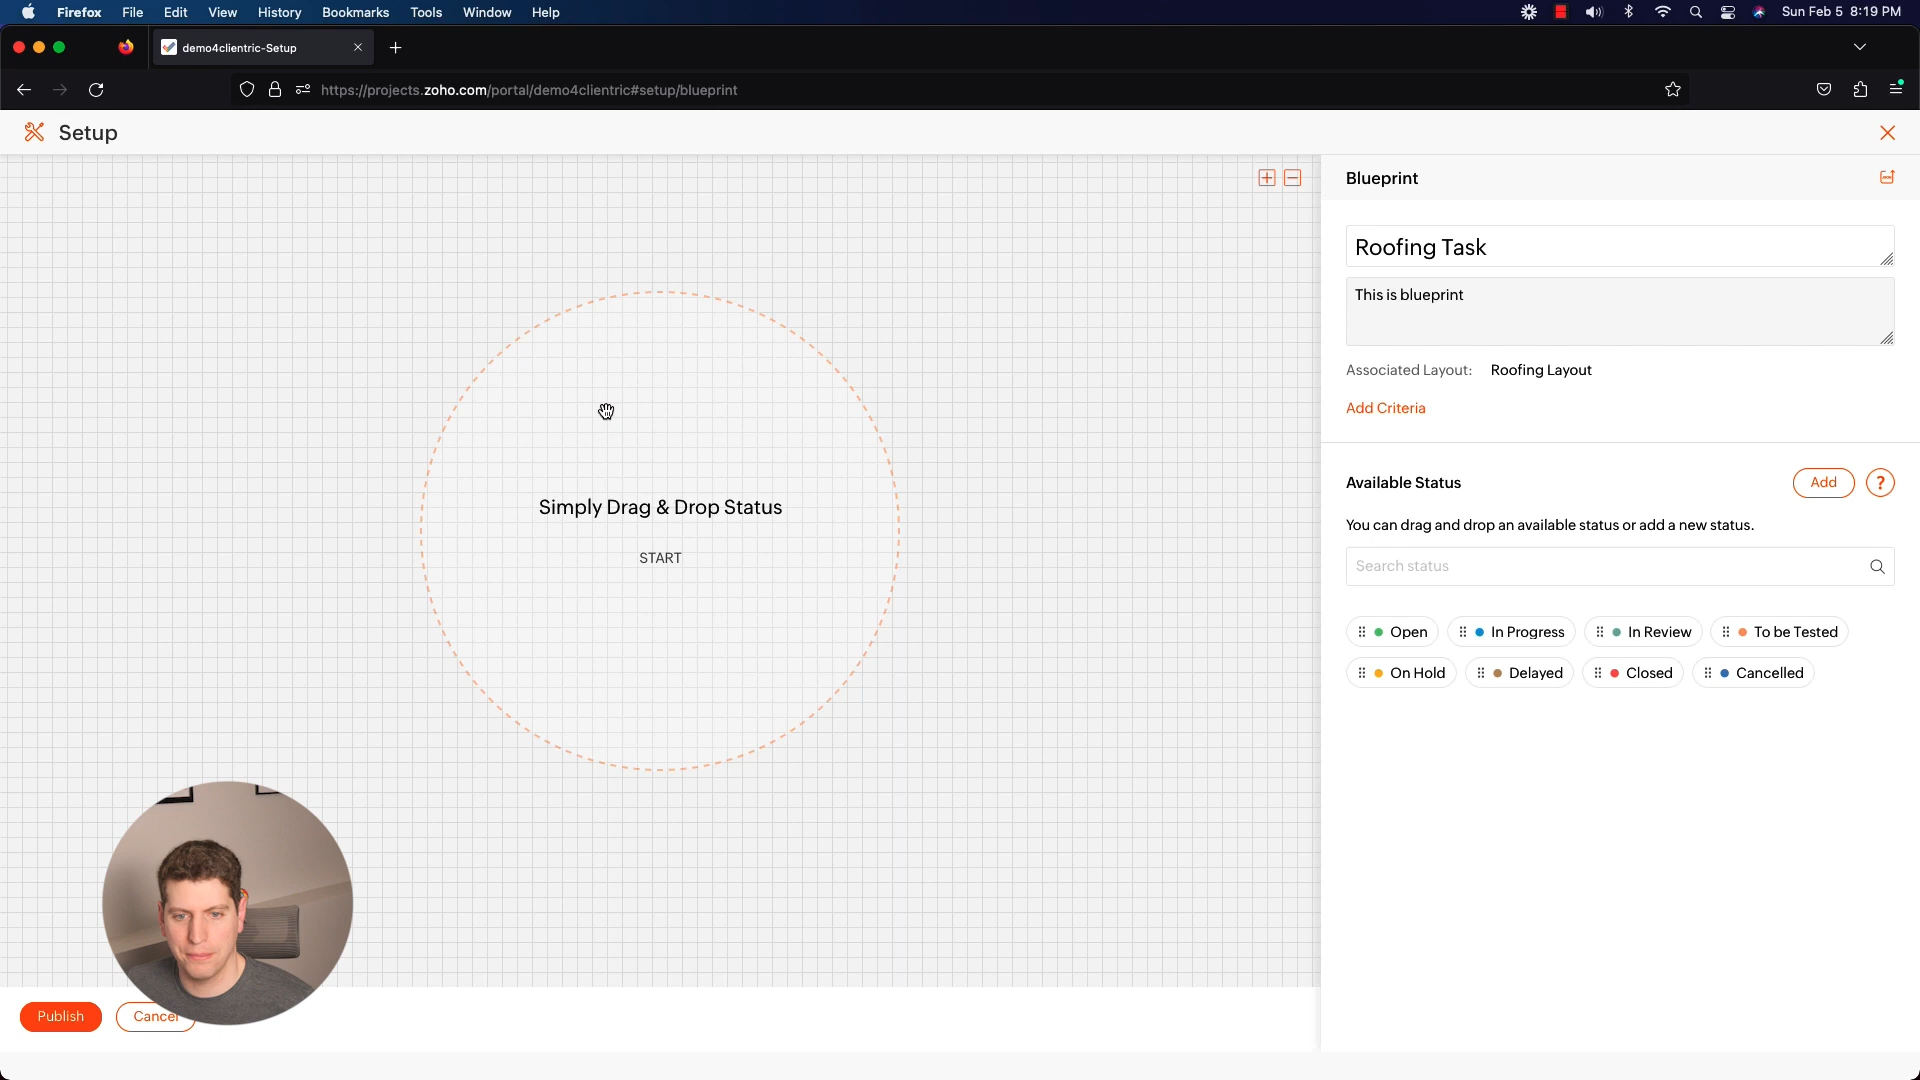 Firefox File Edit View History Bookmarks Tools Window Help Sun Feb 5 8:19 PM
demo4clientric-Setup
https://projects.zoho.com/portal/demo4clientric#setup/blueprint
Setup
Blueprint
Roofing Task
This is blueprint
Associated Layout: Roofing Layout
Add Criteria
Simply Drag & Drop Status
START
Available Status Add ?
You can drag and drop an available status or add a new status.
Search status
Open In Progress In Review To be Tested
On Hold Delayed Closed Cancelled
Publish Cancel